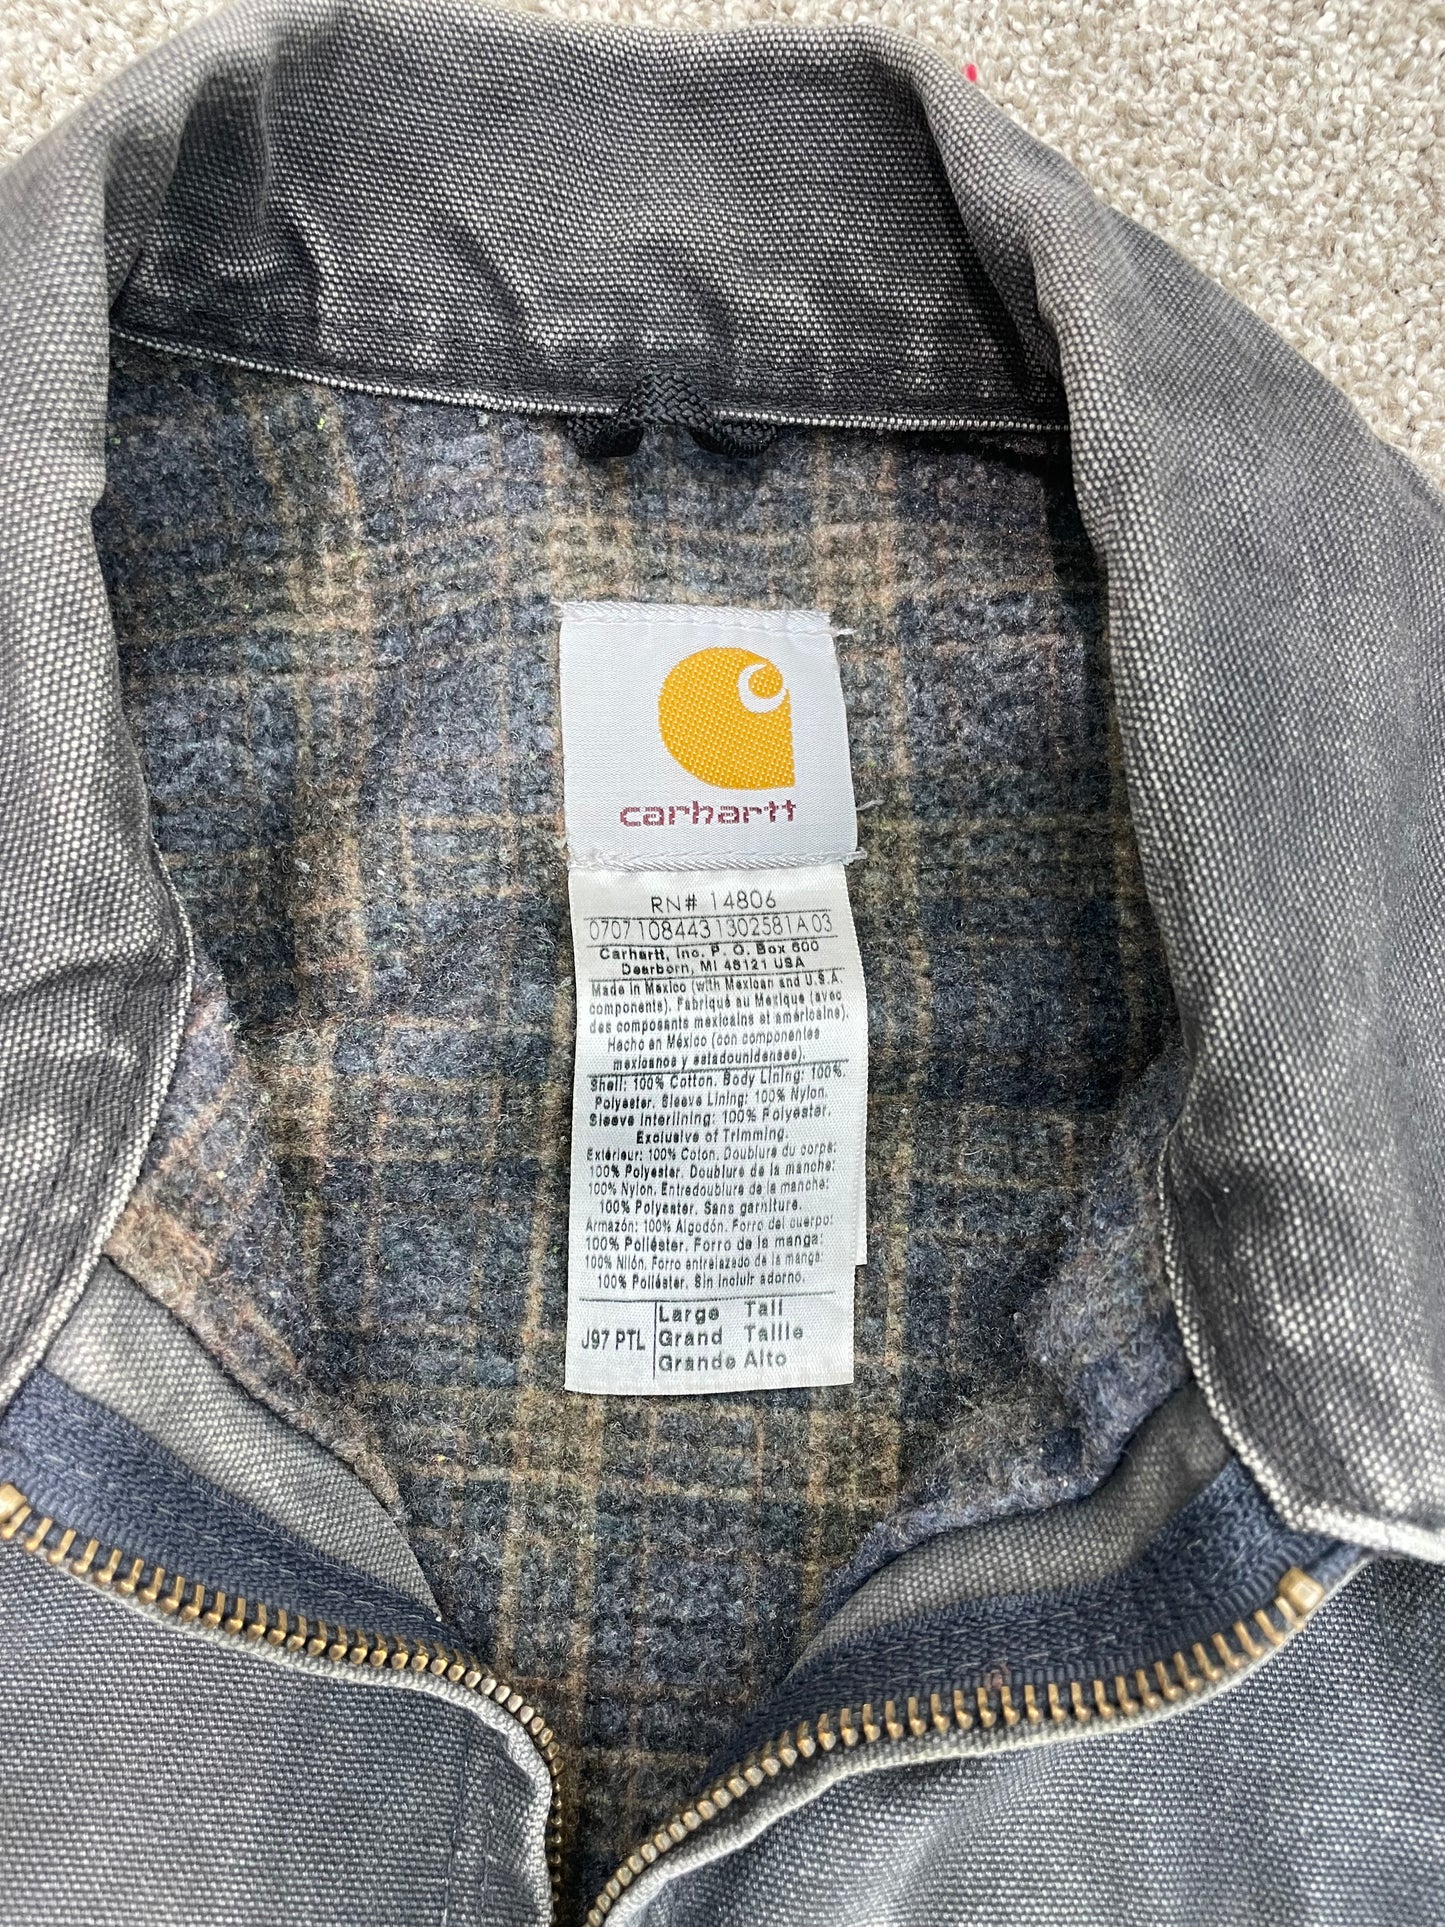 carhartt
RN# 14806
07071084431302581A03
Carhartt, Inc. P. O. Box 600
Dearborn, MI 48121 USA
Made in Mexico (with Mexican and U.S.A.
components). Fabriqué au Mexique (avec
des composants mexicains et américains).
Hecho en México (con componentes
mexicanos y estadounidenses).
Shell: 100% Cotton. Body Lining: 100%
Polyester. Sleeve Lining: 100% Nylon.
Sleeve Interlining: 100% Polyester.
Exclusive of Trimming.
Extérieur: 100% Coton. Doublure du corps:
100% Polyester. Doublure de la manche:
100% Nylon. Entredoublure de la manche:
100% Polyester. Sans garniture.
Armazón: 100% Algodón. Forro del cuerpo:
100% Poliéster. Forro de la manga:
100% Nilón. Forro entrelazado de la manga:
100% Poliéster. Sin incluir adorno.
J97 PTL
Large Tall
Grand Taille
Grande Alto